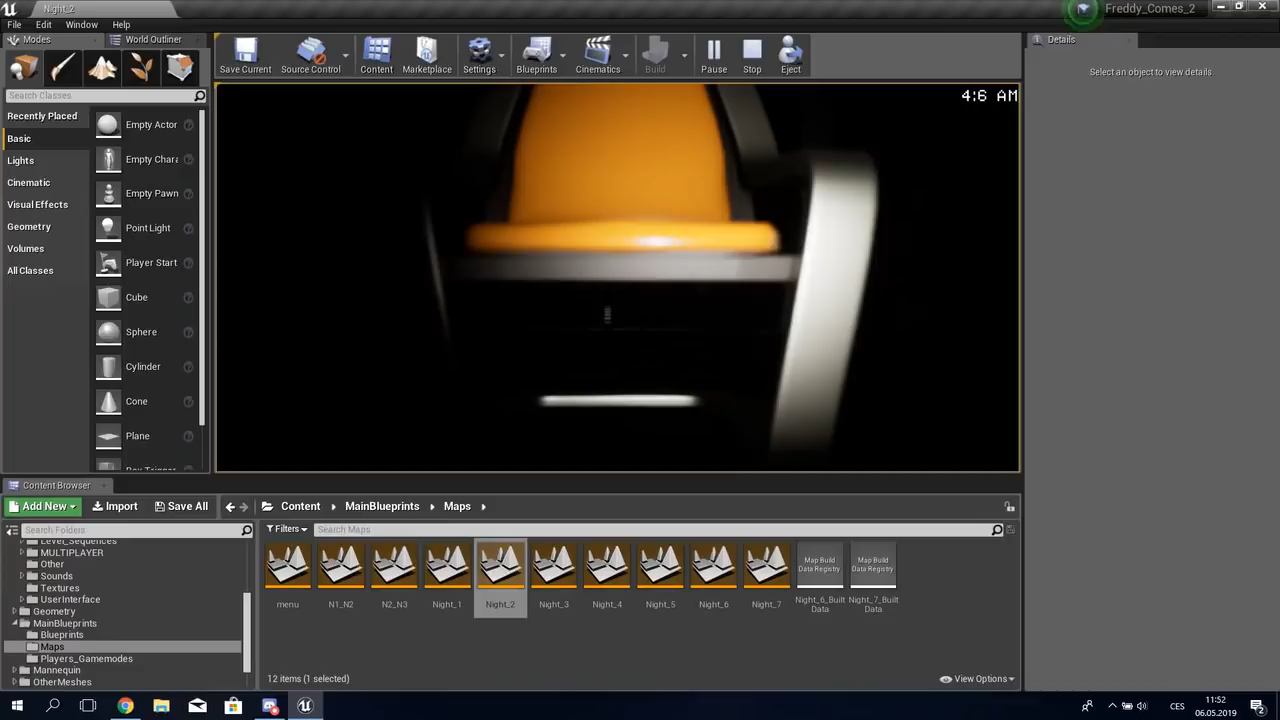 Night_2
Freddy_Comes_2
File Edit Window Help
Modes World Outliner
Details
Save Current Source Control Content Marketplace Settings Blueprints Cinematics Build Pause Stop Eject
Select an object to view details.
Search Classes
4:6 AM
Recently Placed
Basic
Lights
Cinematic
Visual Effects
Geometry
Volumes
All Classes
Empty Actor
Empty Chara
Empty Pawn
Point Light
Player Start
Cube
Sphere
Cylinder
Cone
Plane
Box Trigger
Content Browser
Add New Import Save All Content MainBlueprints Maps
Search Folders
Filters Search Maps
Level_Sequences
MULTIPLAYER
Other
Sounds
Textures
UserInterface
Geometry
MainBlueprints
Blueprints
Maps
Players_Gamemodes
Mannequin
OtherMeshes
Map Build Data Registry
Map Build Data Registry
menu N1_N2 N2_N3 Night_1 Night_2 Night_3 Night_4 Night_5 Night_6 Night_7 Night_6_Built Data Night_7_Built Data
12 items (1 selected)
View Options
CES
11:52
06.05.2019
2